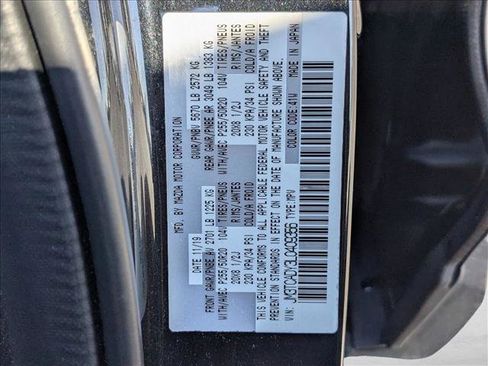 MFD. BY MAZDA MOTOR CORPORATION
DATE: 11/19 GVWR/PNBV 5670 LB 2572 KG
FRONT GAWR/PNBE AV 2701 LB 1225 KG REAR GAWR/PNBE AR 3049 LB 1383 KG
WITH/AVEC P255/50R20 104V TIRES/PNEUS WITH/AVEC P255/50R20 104V TIRES/PNEUS
20X8 1/2J RIMS/JANTES 20X8 1/2J RIMS/JANTES
230 KPA/34 PSI COLD/A FROID 230 KPA/34 PSI COLD/A FROID
THIS VEHICLE CONFORMS TO ALL APPLICABLE FEDERAL MOTOR VEHICLE SAFETY AND THEFT
PREVENTION STANDARDS IN EFFECT ON THE DATE OF MANUFACTURE SHOWN ABOVE.
VIN: JM3TCADY3L0409356 TYPE:MPV COLOR CODE:41W MADE IN JAPAN